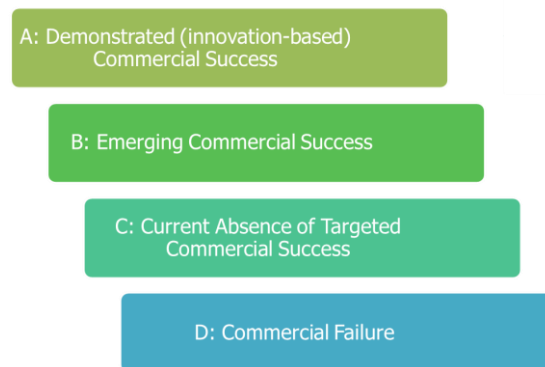 A: Demonstrated (innovation-based)
Commercial Success
B: Emerging Commercial Success
C: Current Absence of Targeted
Commercial Success
D: Commercial Failure